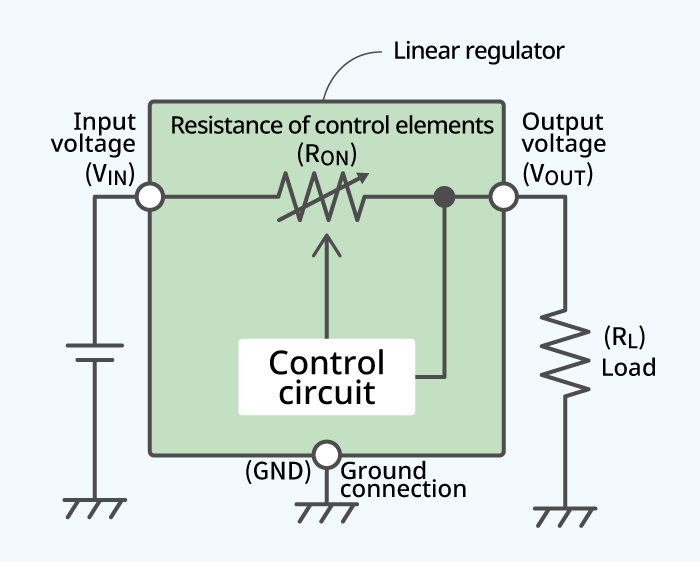 Linear regulator
Input
voltage
(VIN)
Resistance of control elements
(RON)
Output
voltage
(VOUT)
(RL)
Load
Control
circuit
(GND)
Ground
connection